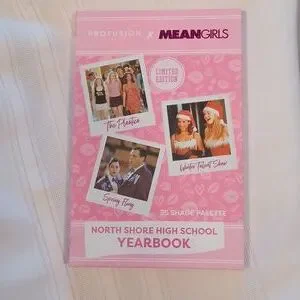 PROFUSION X MEAN GIRLS
LIMITED
EDITION
The Plastics
Winter Talent Show
Spring Fling
35 SHADE PALETTE
NORTH SHORE HIGH SCHOOL
YEARBOOK